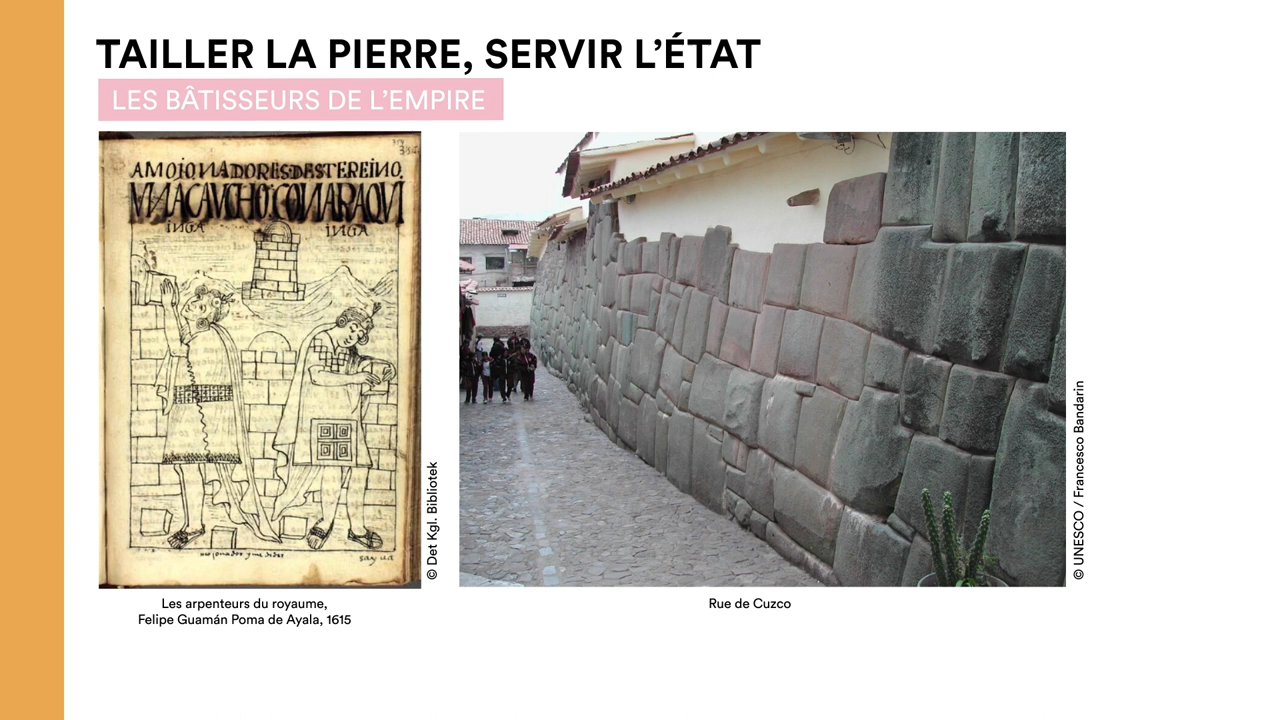 TAILLER LA PIERRE, SERVIR L’ÉTAT
LES BÂTISSEURS DE L’EMPIRE
AMOJONADORES DESTE REINO
INGA INGA
© Det Kgl. Bibliotek
© UNESCO / Francesco Bandarin
Les arpenteurs du royaume,
Felipe Guamán Poma de Ayala, 1615
Rue de Cuzco